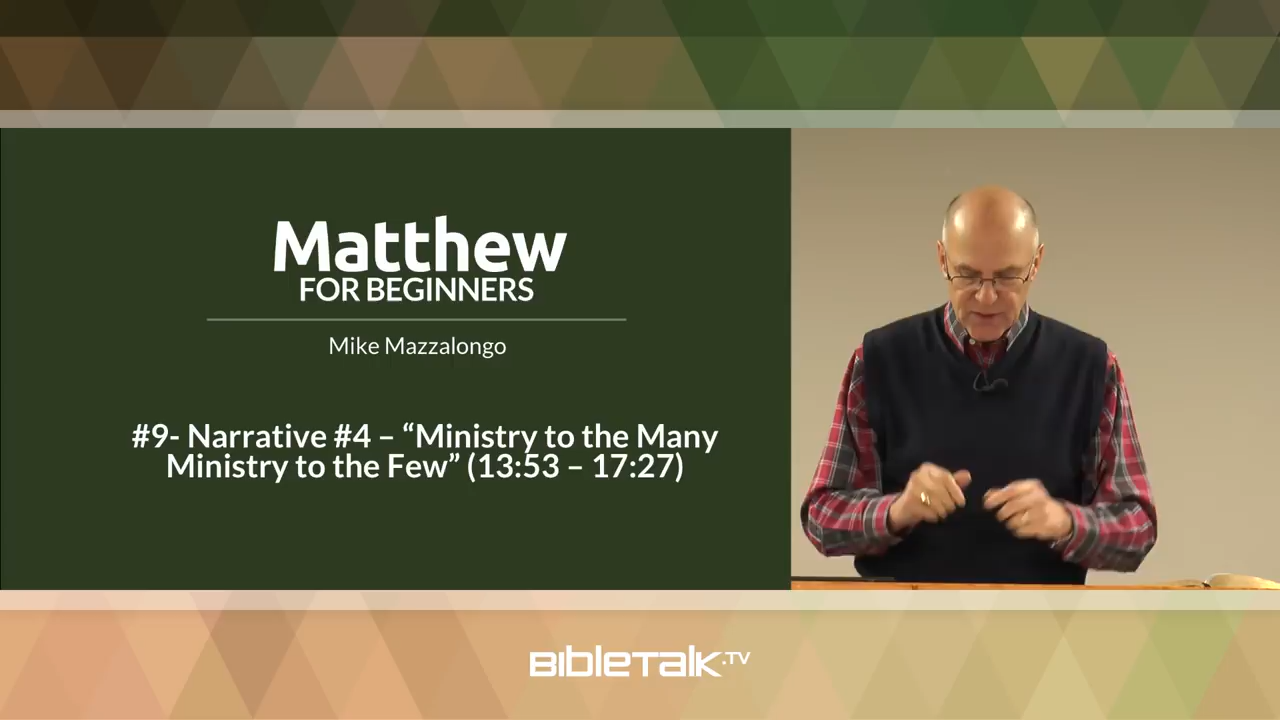 Matthew
FOR BEGINNERS
Mike Mazzalongo
#9- Narrative #4 – “Ministry to the Many
Ministry to the Few” (13:53 – 17:27)
BIBLETALK.TV